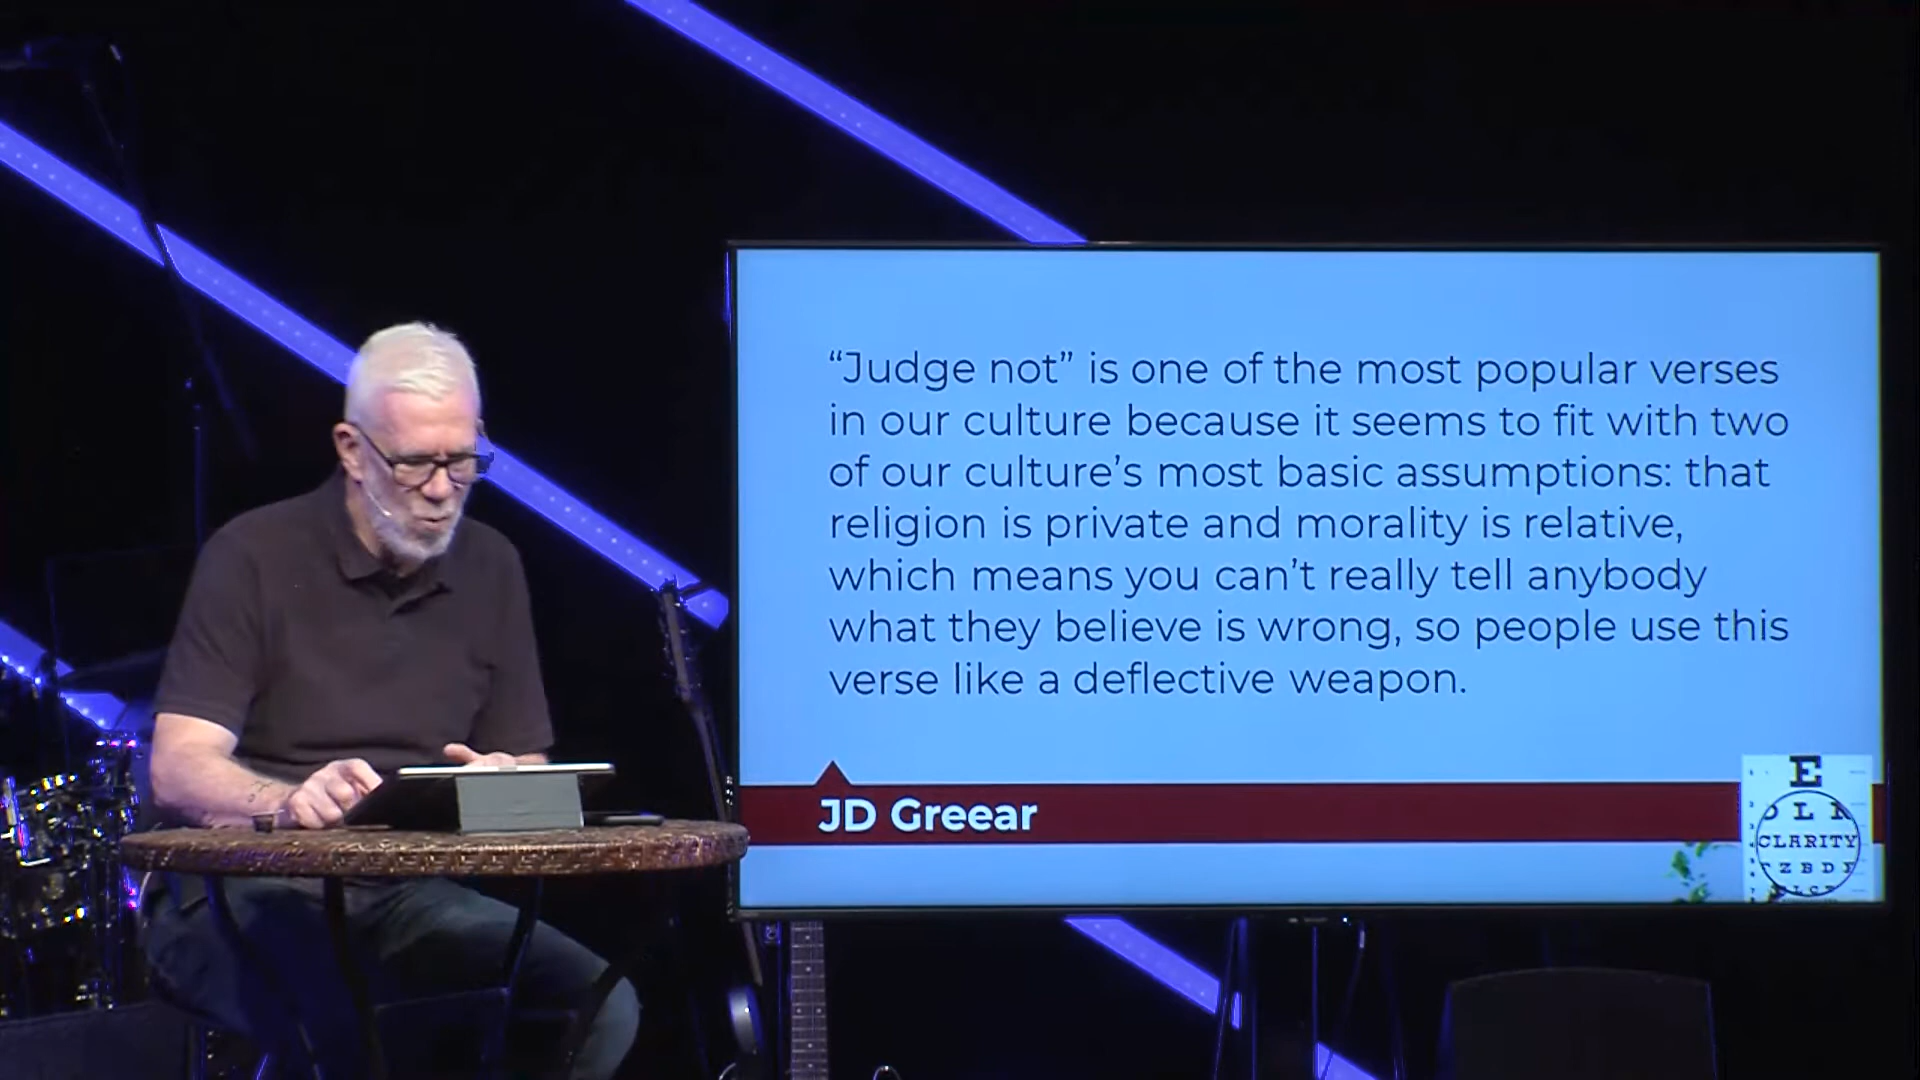 “Judge not” is one of the most popular verses
in our culture because it seems to fit with two
of our culture’s most basic assumptions: that
religion is private and morality is relative,
which means you can’t really tell anybody
what they believe is wrong, so people use this
verse like a deflective weapon.
JD Greear
E
D L
CLARITY
Z B D